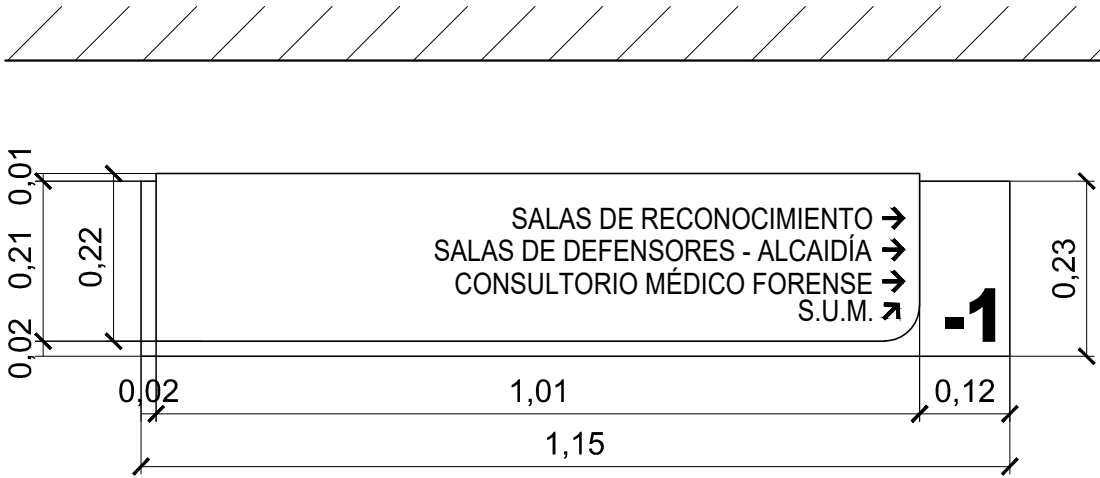 0,01
0,21
0,22
0,02
SALAS DE RECONOCIMIENTO →
SALAS DE DEFENSORES - ALCAIDÍA →
CONSULTORIO MÉDICO FORENSE →
S.U.M. ↗
-1
0,23
0,02
1,01
0,12
1,15